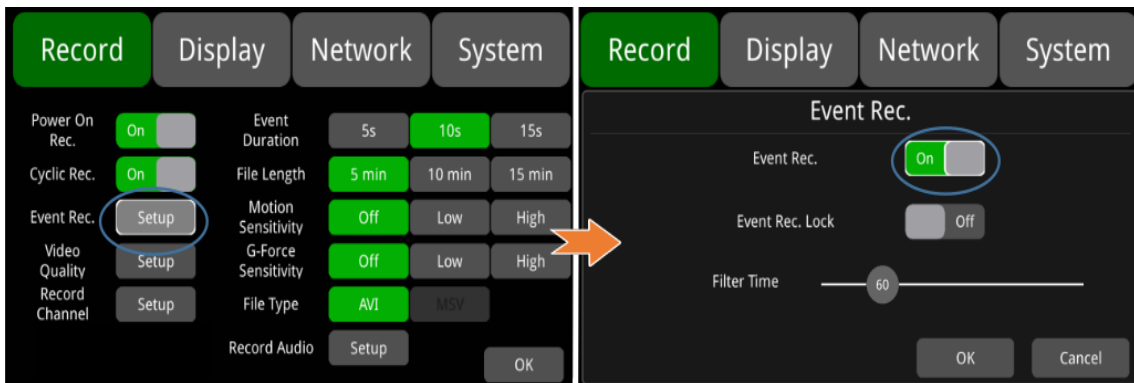 Record Display Network System
Power On Rec. On Event Duration 5s 10s 15s
Cyclic Rec. On File Length 5 min 10 min 15 min
Event Rec. Setup Motion Sensitivity Off Low High
Video Quality Setup G-Force Sensitivity Off Low High
Record Channel Setup File Type AVI MSV
Record Audio Setup
OK
Record Display Network System
Event Rec.
Event Rec. On
Event Rec. Lock Off
Filter Time 60
OK Cancel